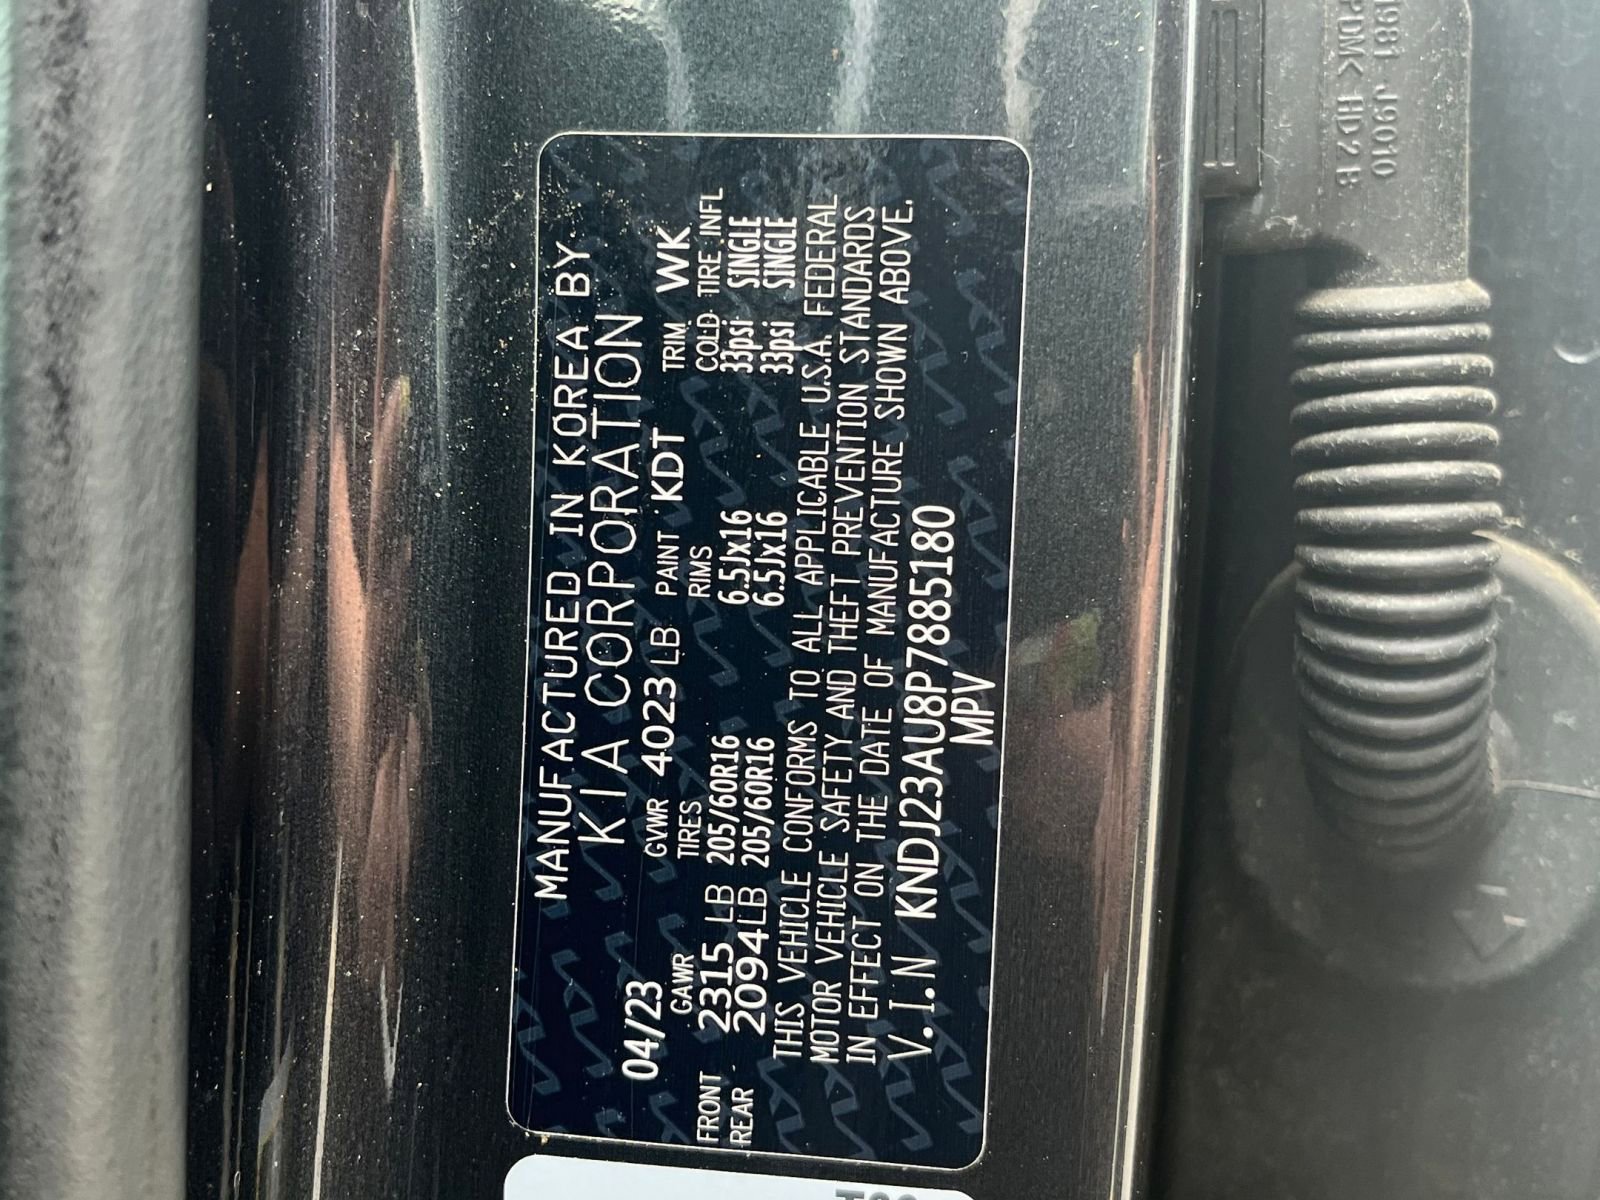 MANUFACTURED IN KOREA BY
KIA CORPORATION
04/23 GVWR 4023 LB PAINT KDT TRIM WK
GAWR TIRES RIMS COLD TIRE INFL
FRONT 2315 LB 205/60R16 6.5Jx16 33psi SINGLE
REAR 2094LB 205/60R16 6.5Jx16 33psi SINGLE
THIS VEHICLE CONFORMS TO ALL APPLICABLE U.S.A. FEDERAL
MOTOR VEHICLE SAFETY AND THEFT PREVENTION STANDARDS
IN EFFECT ON THE DATE OF MANUFACTURE SHOWN ABOVE.
V.I.N KNDJ23AU8P7885180
MPV
J9010
HD2B